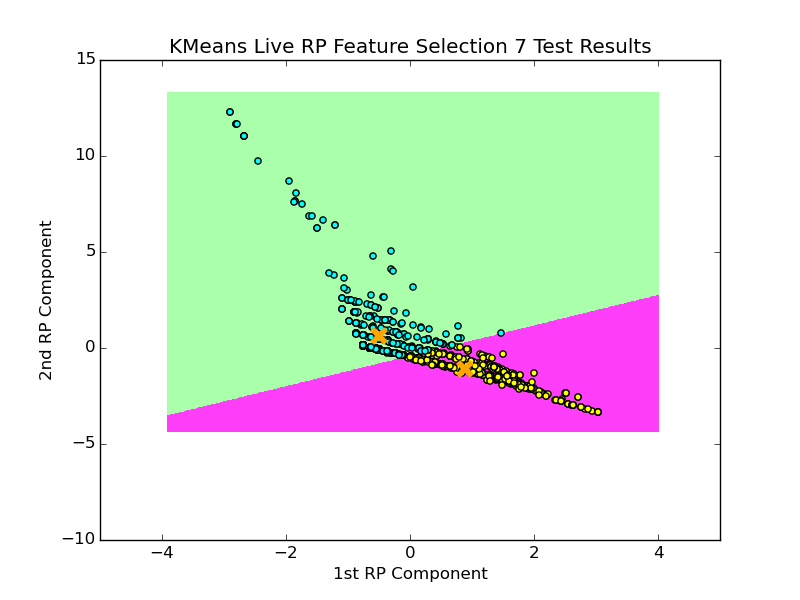 KMeans Live RP Feature Selection 7 Test Results
15
10
5
0
−5
−10
2nd RP Component
−4 −2 0 2 4
1st RP Component